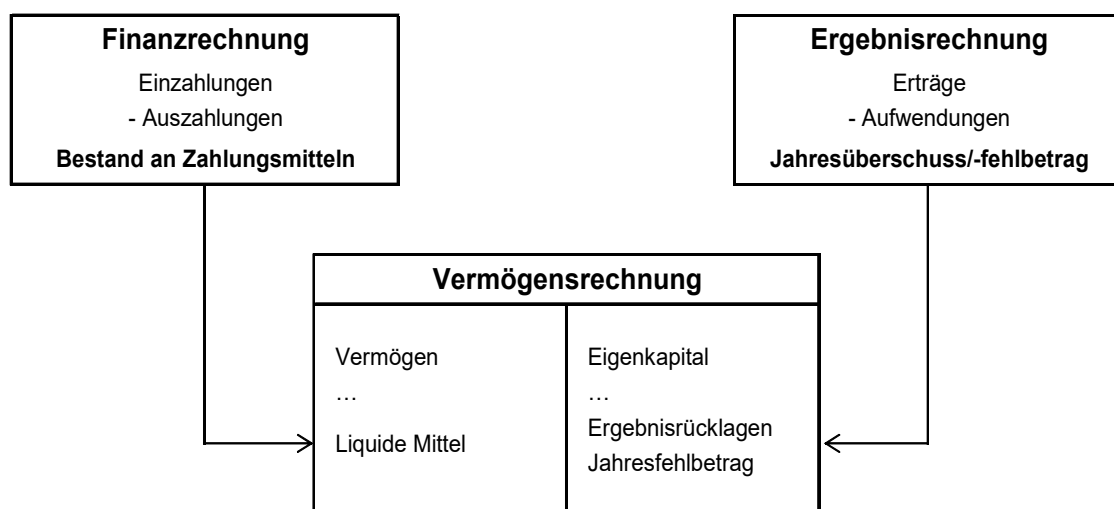 Finanzrechnung
Einzahlungen
- Auszahlungen
Bestand an Zahlungsmitteln
Ergebnisrechnung
Erträge
- Aufwendungen
Jahresüberschuss/-fehlbetrag
Vermögensrechnung
Vermögen
…
Liquide Mittel
Eigenkapital
…
Ergebnisrücklagen
Jahresfehlbetrag